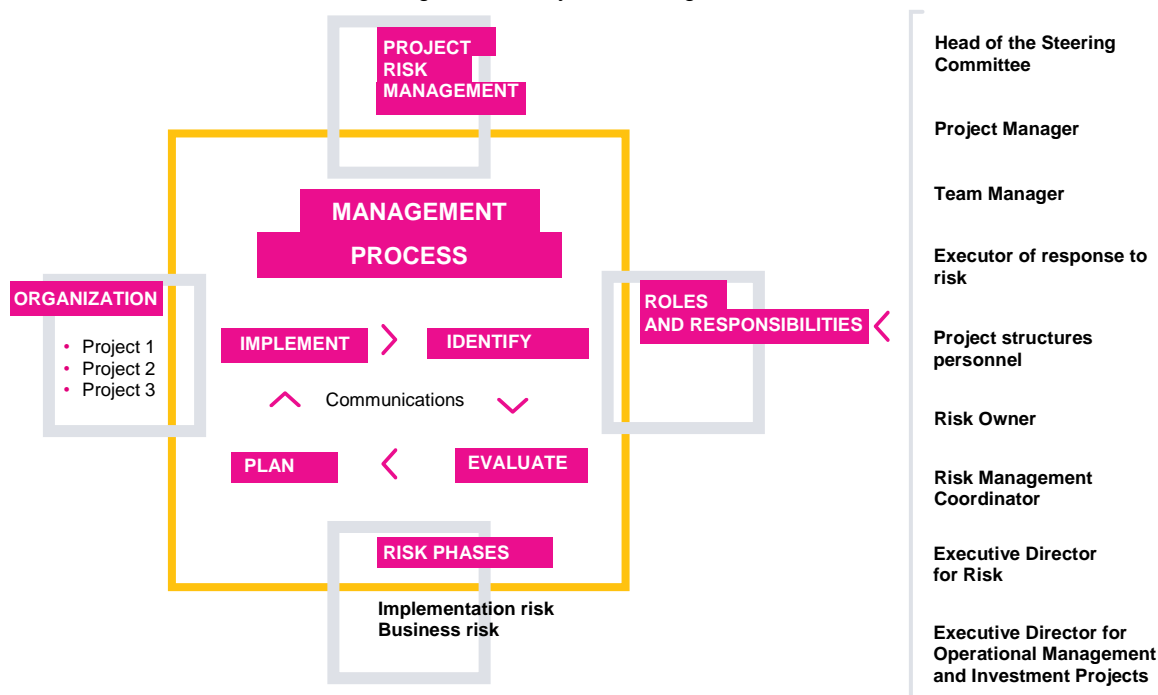 PROJECT
RISK
MANAGEMENT
MANAGEMENT
PROCESS
ORGANIZATION
• Project 1
• Project 2
• Project 3
IMPLEMENT
IDENTIFY
Communications
PLAN
EVALUATE
ROLES
AND RESPONSIBILITIES
RISK PHASES
Implementation risk
Business risk
Head of the Steering
Committee
Project Manager
Team Manager
Executor of response to
risk
Project structures
personnel
Risk Owner
Risk Management
Coordinator
Executive Director
for Risk
Executive Director for
Operational Management
and Investment Projects